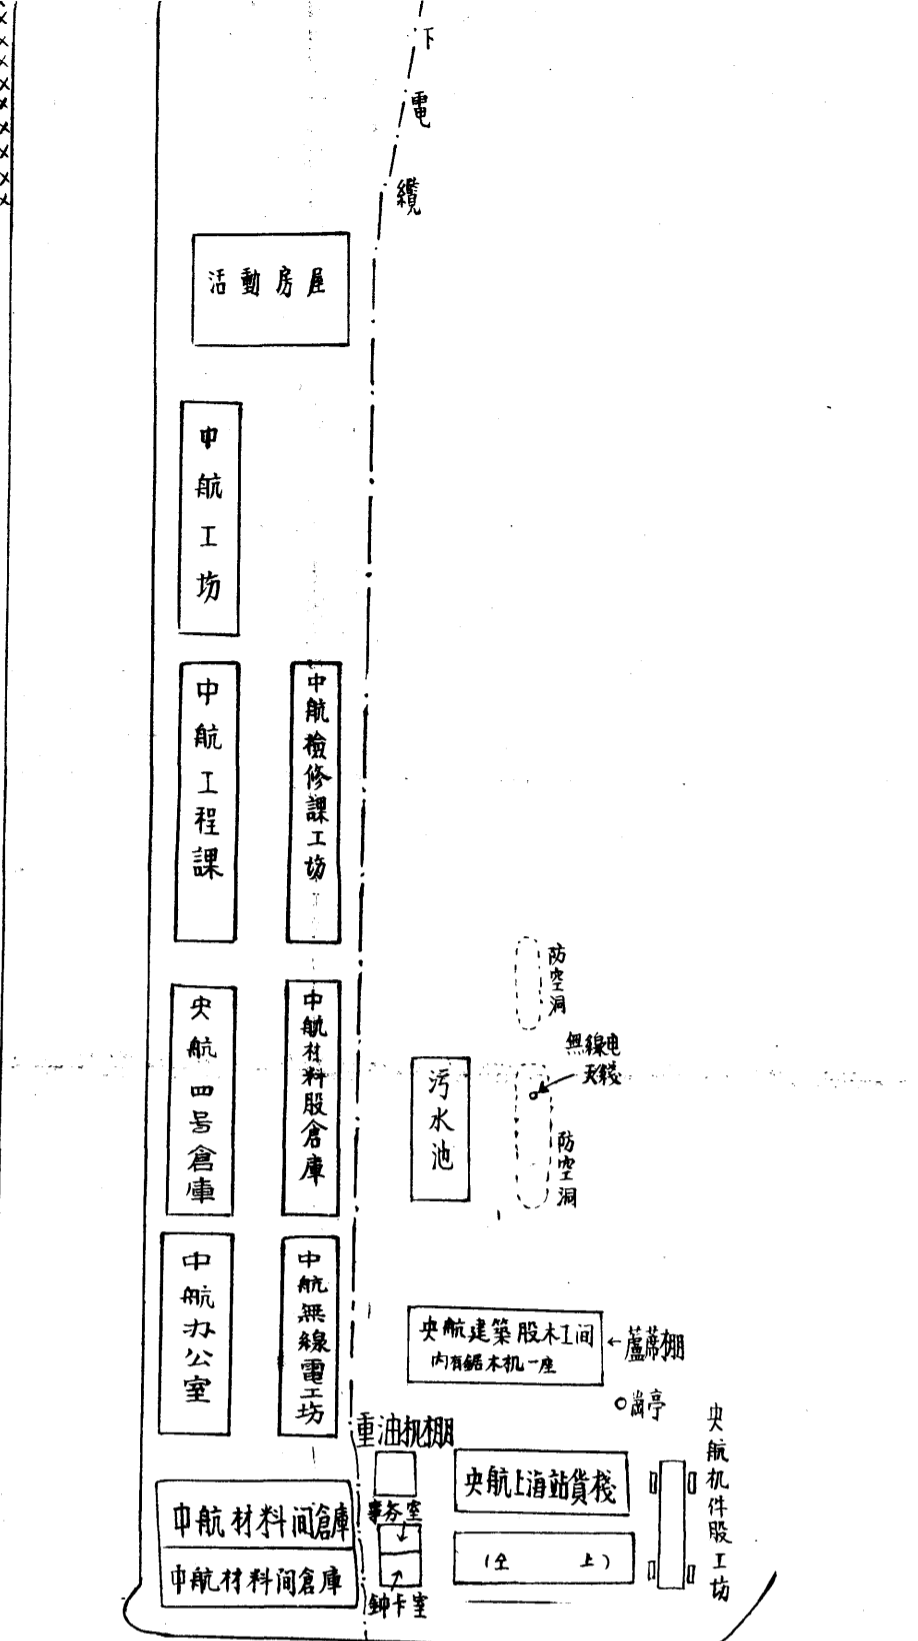 下電纜
活動房屋
中航工坊
中航工程課
中航檢修課工坊
央航四号倉庫
中航材料股倉庫
防空洞
無線电
天綫
污水池
防空洞
中航办公室
中航無線電工坊
央航建築股木工间
內有鋸木机一座
←蘆蓆棚
崗亭
重油机棚
央航上海站貨棧
央航机件股工坊
中航材料间倉庫
事务室
(仝 上)
中航材料间倉庫
鈡卡室